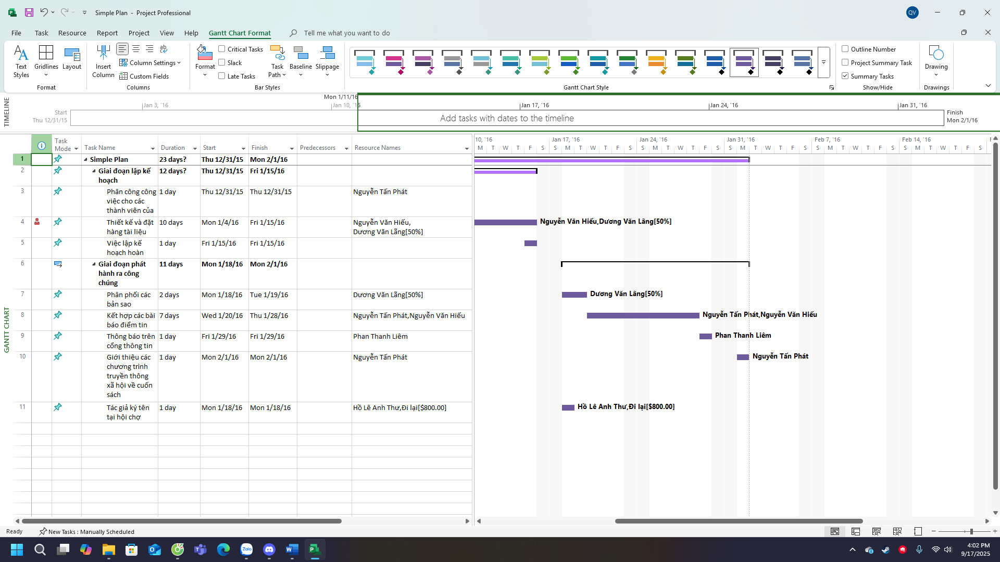 Simple Plan - Project Professional
QV
File Task Resource Report Project View Help Gantt Chart Format Tell me what you want to do
Text Styles
Gridlines
Layout
Format
Insert Column
Column Settings
Custom Fields
Columns
Format
Critical Tasks
Slack
Late Tasks
Task Path
Baseline
Slippage
Bar Styles
Gantt Chart Style
Outline Number
Project Summary Task
Summary Tasks
Show/Hide
Drawing
Drawings
TIMELINE
Mon 1/11/16
Jan 3, '16 Jan 10, '16 Jan 17, '16 Jan 24, '16 Jan 31, '16
Start
Thu 12/31/15
Add tasks with dates to the timeline
Finish
Mon 2/1/16
GANTT CHART
Task Mode Task Name Duration Start Finish Predecessors Resource Names
10, '16 Jan 17, '16 Jan 24, '16 Jan 31, '16 Feb 7, '16 Feb 14, '16
M T W T F S S M T W T F S S M T W T F S S M T W T F S S M T W T F S S M T W T F S
1 Simple Plan 23 days? Thu 12/31/15 Mon 2/1/16
2 Giai đoạn lập kế 12 days? Thu 12/31/15 Fri 1/15/16
hoạch
3 Phân công công 1 day Thu 12/31/15 Thu 12/31/15 Nguyễn Tấn Phát
việc cho các
thành viên của
4 Thiết kế và đặt 10 days Mon 1/4/16 Fri 1/15/16 Nguyễn Văn Hiếu,
hàng tài liệu Dương Văn Lãng[50%]
Nguyễn Văn Hiếu,Dương Văn Lãng[50%]
5 Việc lập kế 1 day Fri 1/15/16 Fri 1/15/16
hoạch hoàn
6 Giai đoạn phát 11 days Mon 1/18/16 Mon 2/1/16
hành ra công
chúng
7 Phân phối các 2 days Mon 1/18/16 Tue 1/19/16 Dương Văn Lãng[50%]
bản sao
Dương Văn Lãng[50%]
8 Kết hợp các bài 7 days Wed 1/20/16 Thu 1/28/16 Nguyễn Tấn Phát,Nguyễn Văn Hiếu
báo điểm tin
Nguyễn Tấn Phát,Nguyễn Văn Hiếu
9 Thông báo trên 1 day Fri 1/29/16 Fri 1/29/16 Phan Thanh Liêm
cổng thông tin
Phan Thanh Liêm
10 Giới thiệu các 1 day Mon 2/1/16 Mon 2/1/16 Nguyễn Tấn Phát
chương trình
truyền thông
xã hội về cuốn
sách
Nguyễn Tấn Phát
11 Tác giả ký tên 1 day Mon 1/18/16 Mon 1/18/16 Hồ Lê Anh Thư,Đi lại[$800.00]
tại hội chợ
Hồ Lê Anh Thư,Đi lại[$800.00]
Ready New Tasks : Manually Scheduled
4:02 PM
9/17/2025